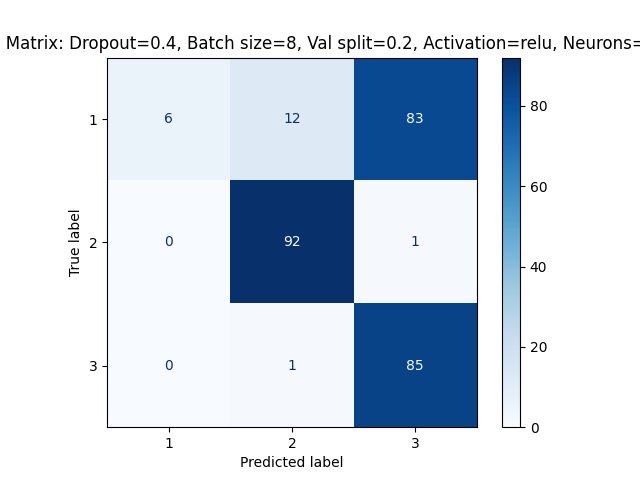 Matrix: Dropout=0.4, Batch size=8, Val split=0.2, Activation=relu, Neurons=
1 6 12 83
2 0 92 1
3 0 1 85
1 2 3
Predicted label
True label
80
60
40
20
0